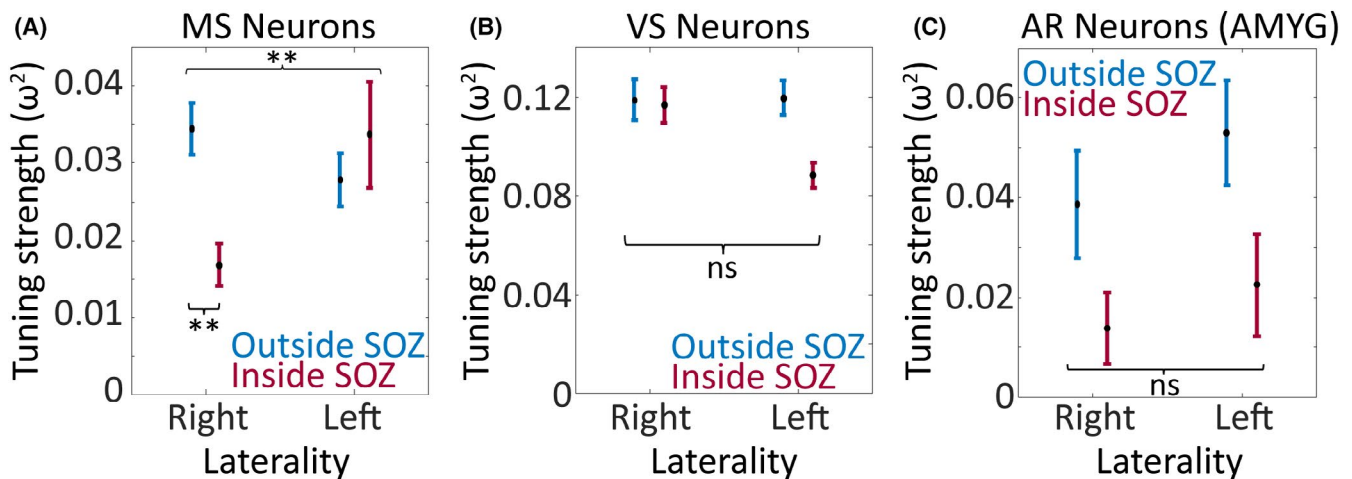 (A)
MS Neurons
Tuning strength (ω²)
0.04
0.03
0.02
0.01
0
**
**
Outside SOZ
Inside SOZ
Right
Left
Laterality
(B)
VS Neurons
Tuning strength (ω²)
0.12
0.08
0.04
0
ns
Outside SOZ
Inside SOZ
Right
Left
Laterality
(C)
AR Neurons (AMYG)
Tuning strength (ω²)
Outside SOZ
Inside SOZ
0.06
0.04
0.02
0
ns
Right
Left
Laterality